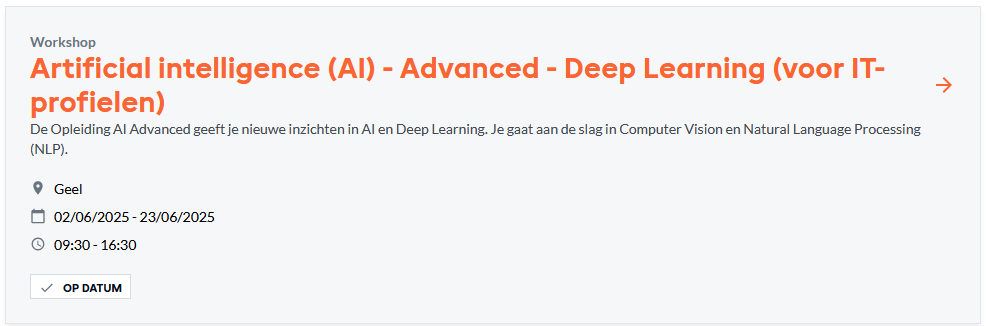 Workshop
Artificial intelligence (AI) - Advanced - Deep Learning (voor IT-
profielen)
De Opleiding AI Advanced geeft je nieuwe inzichten in AI en Deep Learning. Je gaat aan de slag in Computer Vision en Natural Language Processing
(NLP).
Geel
02/06/2025 - 23/06/2025
09:30 - 16:30
OP DATUM